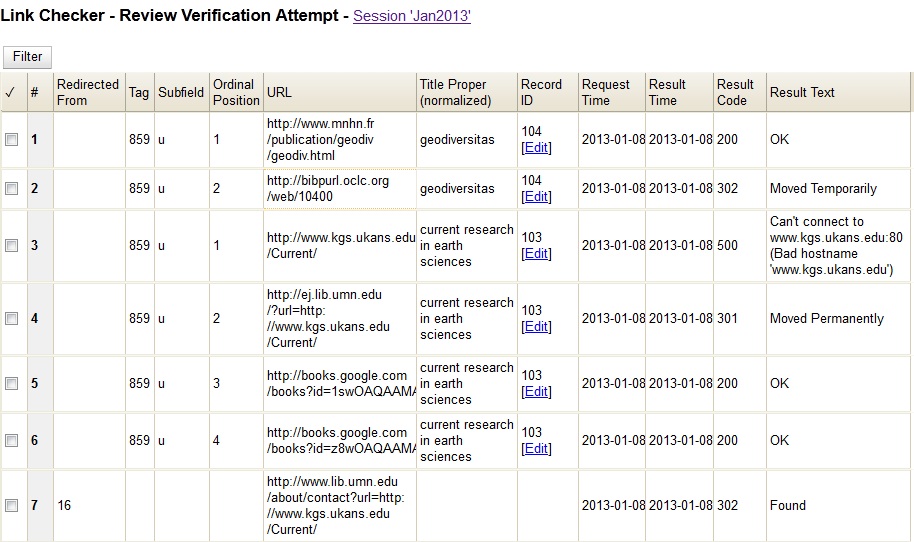 Link Checker - Review Verification Attempt - Session 'Jan2013'
Filter
✓ # Redirected From Tag Subfield Ordinal Position URL Title Proper (normalized) Record ID Request Time Result Time Result Code Result Text
1 859 u 1 http://www.mnhn.fr/publication/geodiv/geodiv.html geodiversitas 104 [Edit] 2013-01-08 2013-01-08 200 OK
2 859 u 2 http://bibpurl.oclc.org/web/10400 geodiversitas 104 [Edit] 2013-01-08 2013-01-08 302 Moved Temporarily
3 859 u 1 http://www.kgs.ukans.edu/Current/ current research in earth sciences 103 [Edit] 2013-01-08 2013-01-08 500 Can't connect to www.kgs.ukans.edu:80 (Bad hostname 'www.kgs.ukans.edu')
4 859 u 2 http://ej.lib.umn.edu/?url=http://www.kgs.ukans.edu/Current/ current research in earth sciences 103 [Edit] 2013-01-08 2013-01-08 301 Moved Permanently
5 859 u 3 http://books.google.com/books?id=1swOAQAAMA current research in earth sciences 103 [Edit] 2013-01-08 2013-01-08 200 OK
6 859 u 4 http://books.google.com/books?id=z8wOAQAAMA current research in earth sciences 103 [Edit] 2013-01-08 2013-01-08 200 OK
7 16 http://www.lib.umn.edu/about/contact?url=http://www.kgs.ukans.edu/Current/ 2013-01-08 2013-01-08 302 Found